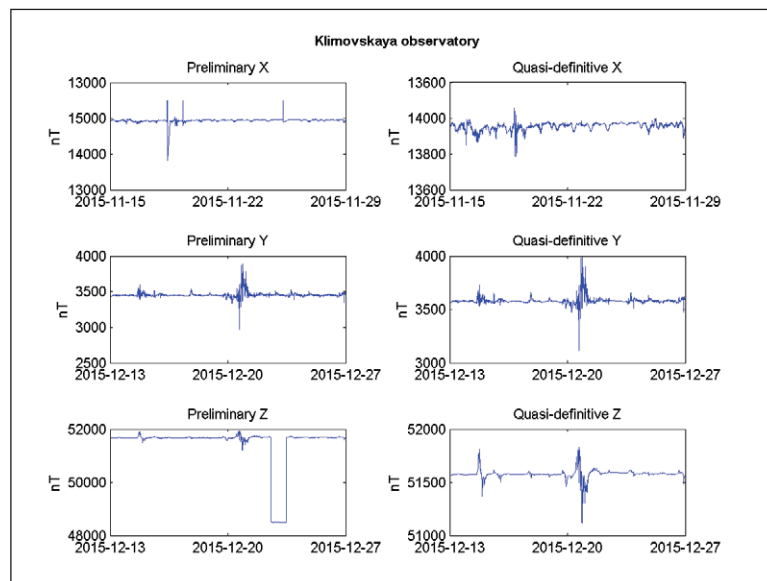 Klimovskaya observatory
Preliminary X
Quasi-definitive X
13000
15000
14000
13000
nT
2015-11-15 2015-11-22 2015-11-29
13600
14000
13800
13600
nT
2015-11-15 2015-11-22 2015-11-29
Preliminary Y
Quasi-definitive Y
4000
3500
3000
2500
nT
2015-12-13 2015-12-20 2015-12-27
4000
3500
3000
nT
2015-12-13 2015-12-20 2015-12-27
Preliminary Z
Quasi-definitive Z
52000
50000
48000
nT
2015-12-13 2015-12-20 2015-12-27
52000
51500
51000
nT
2015-12-13 2015-12-20 2015-12-27